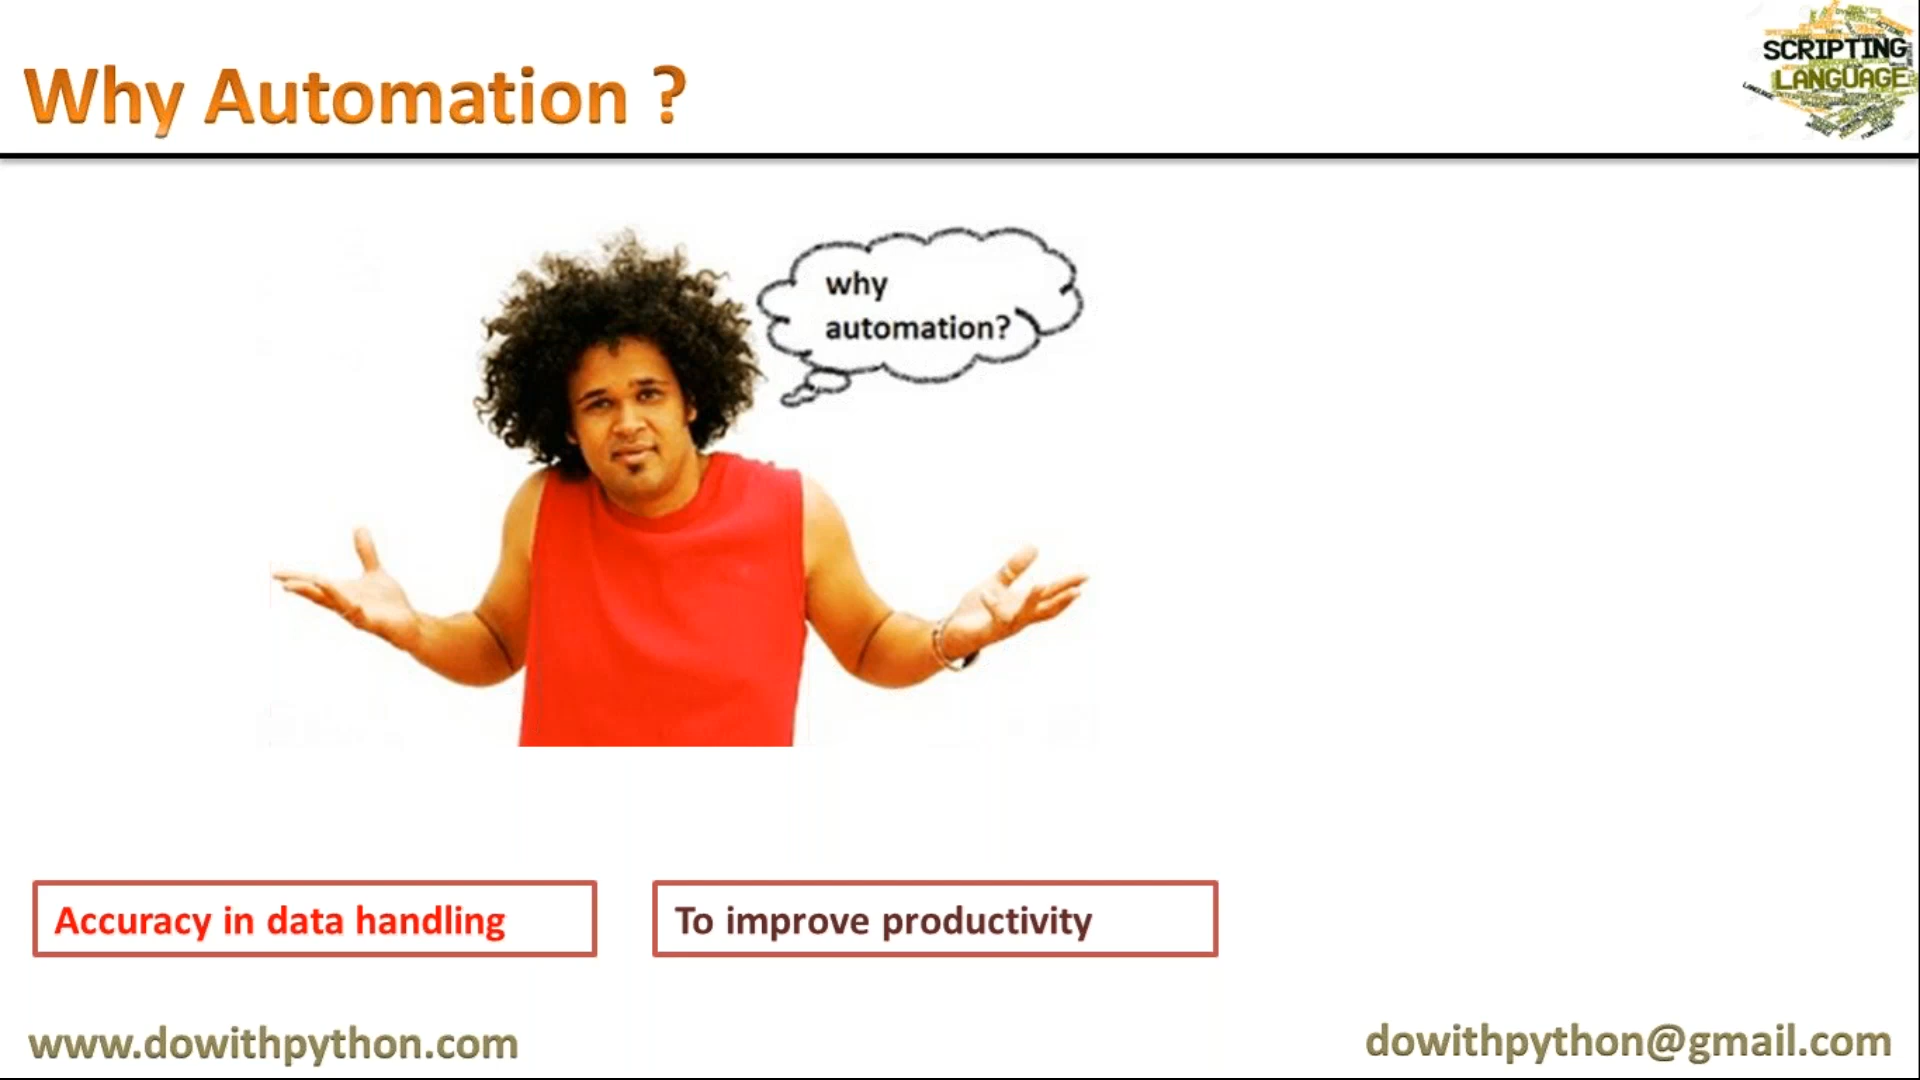 Why Automation ?
SCRIPTING
LANGUAGE
why
automation?
Accuracy in data handling
To improve productivity
www.dowithpython.com
dowithpython@gmail.com